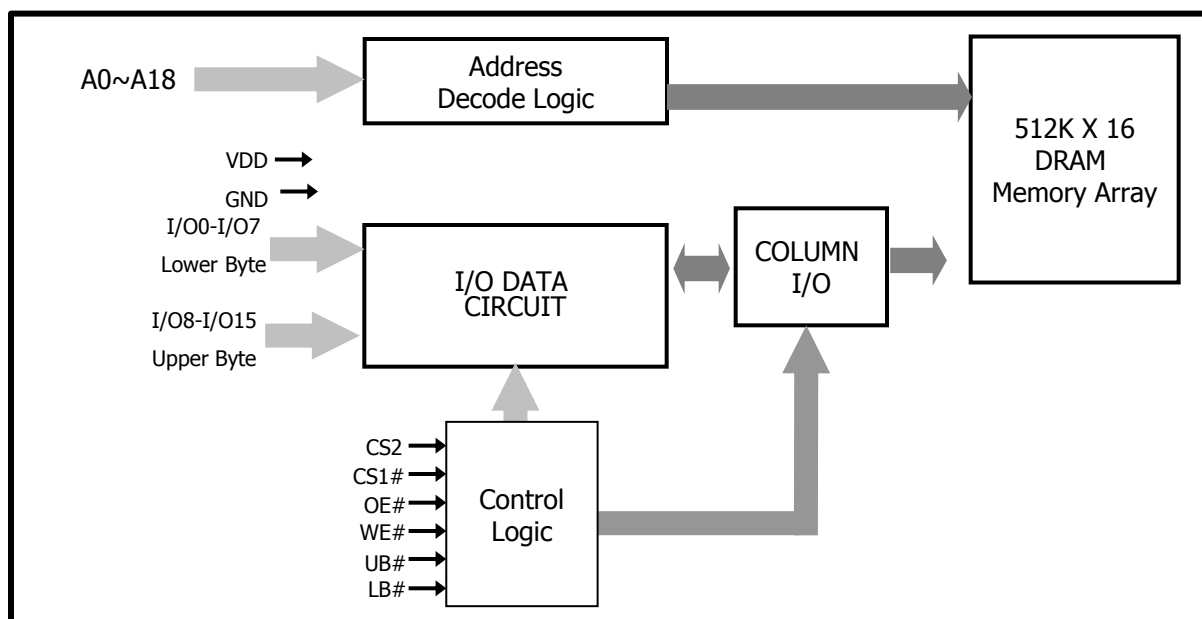 A0~A18
Address
Decode Logic
512K X 16
DRAM
Memory Array
VDD
GND
I/O0-I/O7
Lower Byte
I/O8-I/O15
Upper Byte
I/O DATA
CIRCUIT
COLUMN
I/O
CS2
CS1#
OE#
WE#
UB#
LB#
Control
Logic